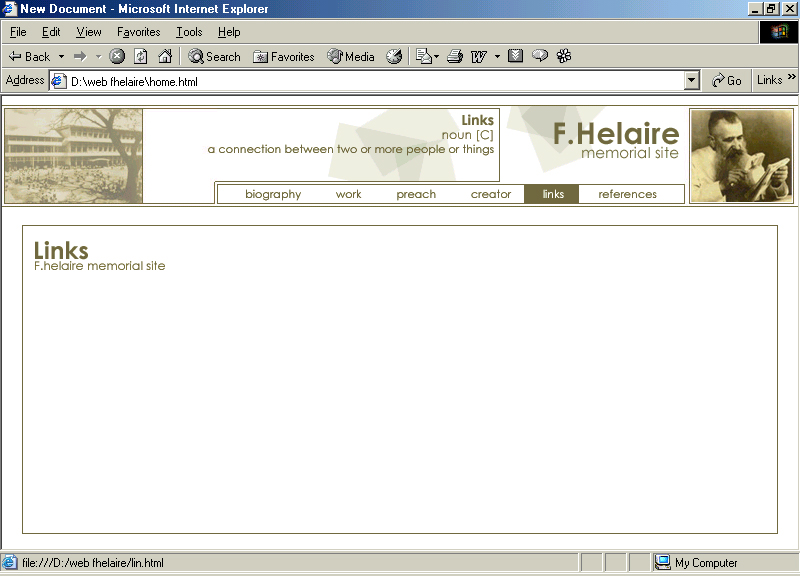 New Document - Microsoft Internet Explorer
File Edit View Favorites Tools Help
Back Search Favorites Media
Address D:\web fhelaire\home.html Go Links »
Links
noun [C]
a connection between two or more people or things
F.Helaire
memorial site
biography work preach creator links references
Links
F.helaire memorial site
file:///D:/web fhelaire/lin.html My Computer